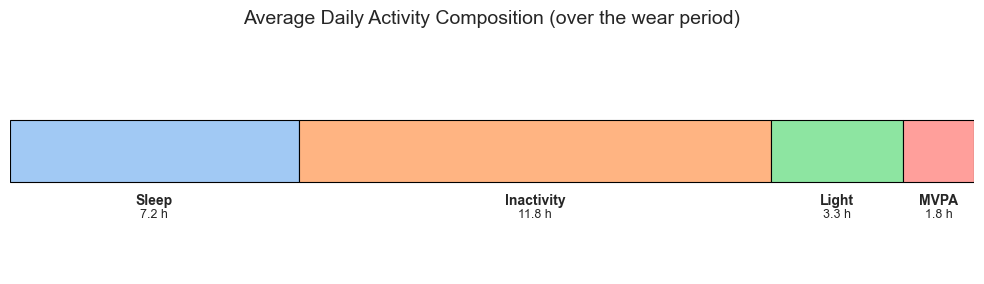 Average Daily Activity Composition (over the wear period)
Sleep
7.2 h
Inactivity
11.8 h
Light
3.3 h
MVPA
1.8 h